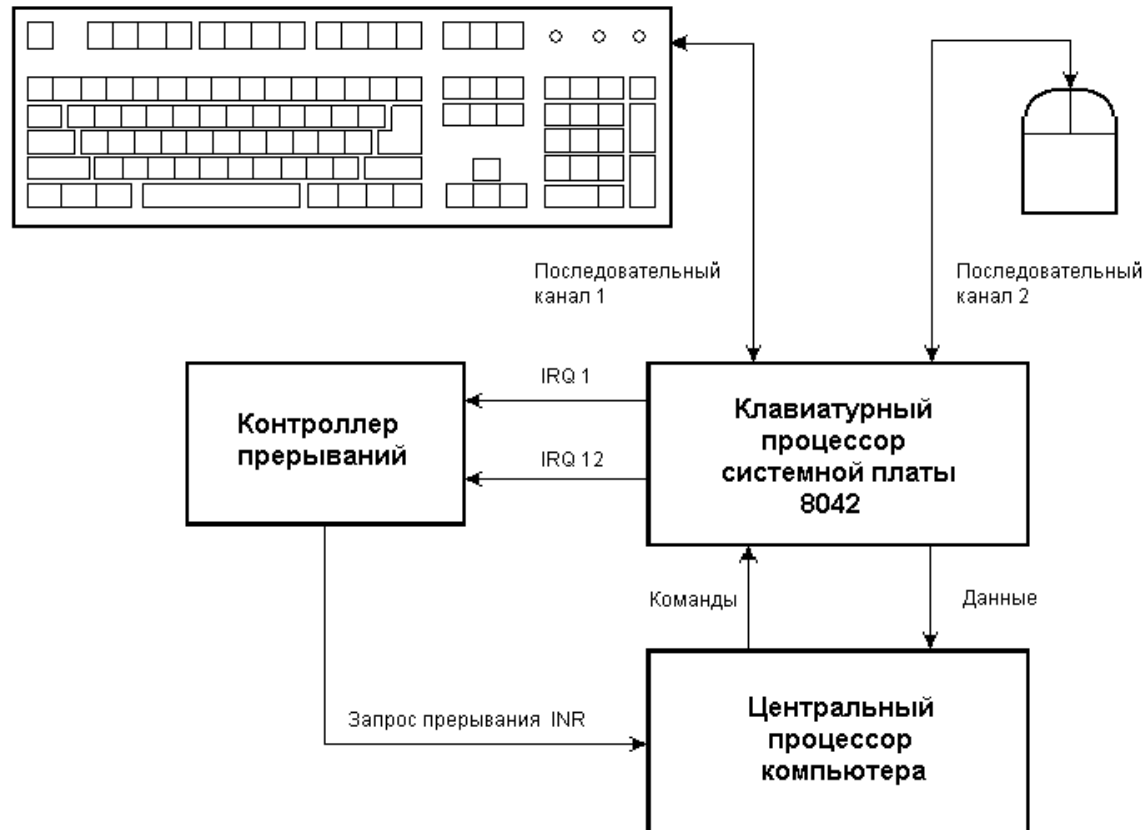 Последовательный
канал 1
Последовательный
канал 2
IRQ 1
IRQ 12
Контроллер
прерываний
Клавиатурный
процессор
системной платы
8042
Команды
Данные
Запрос прерывания INR
Центральный
процессор
компьютера